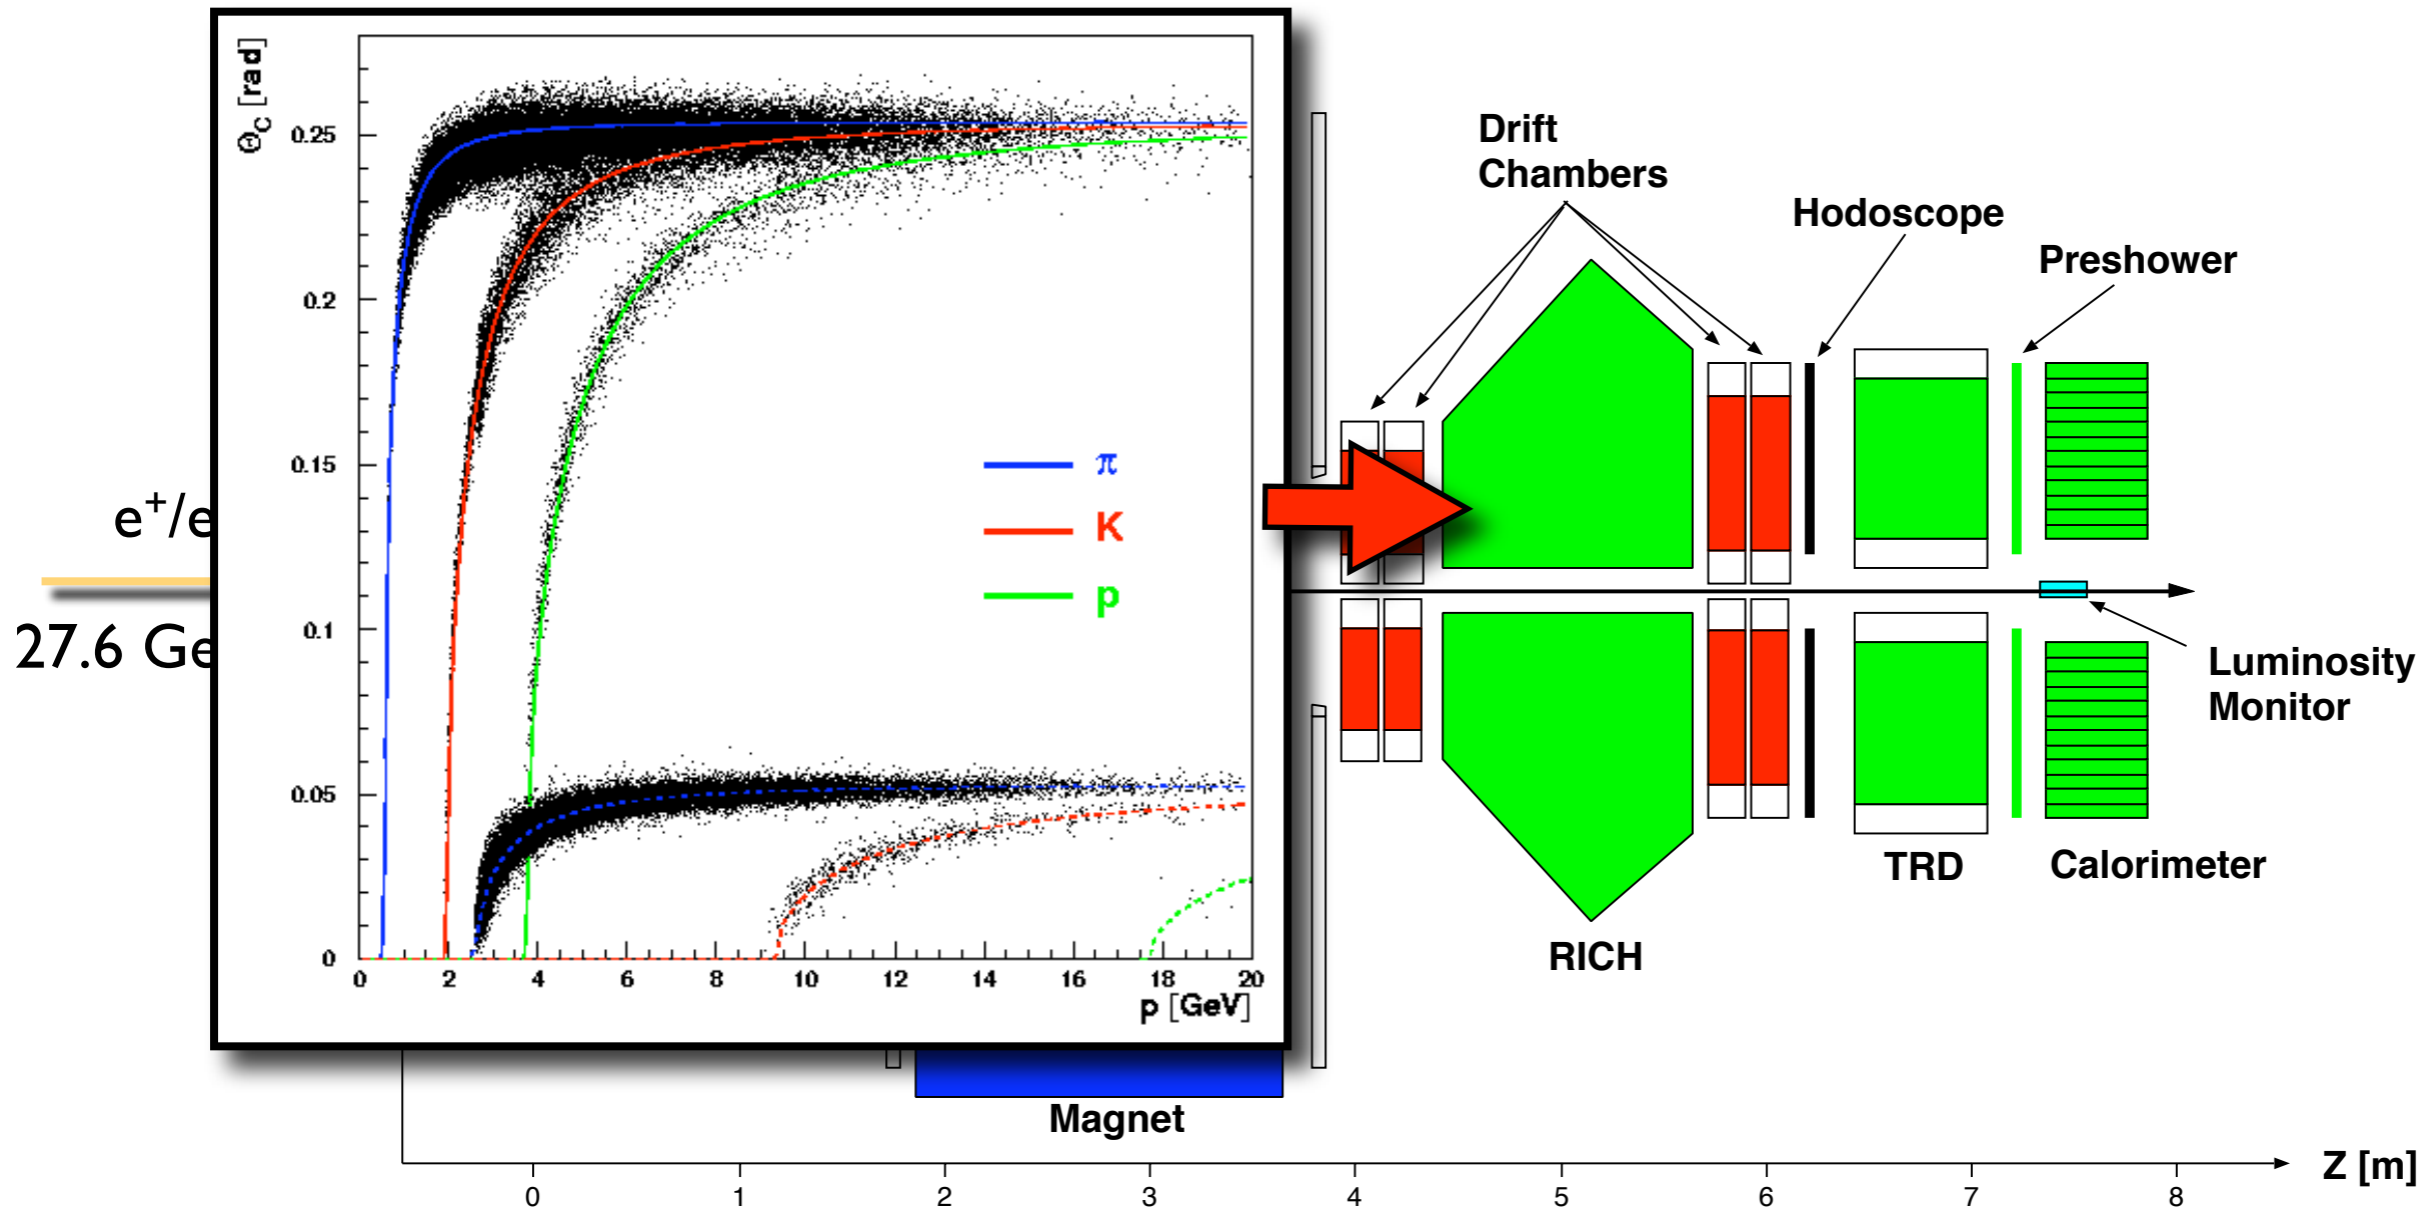 Θ_C [rad]
0.25
0.2
0.15
0.1
0.05
0
0 2 4 6 8 10 12 14 16 18 20
p [GeV]
π
K
p
e⁺/e
27.6 Ge
Drift
Chambers
Hodoscope
Preshower
Luminosity
Monitor
TRD
Calorimeter
RICH
Magnet
Z [m]
0 1 2 3 4 5 6 7 8